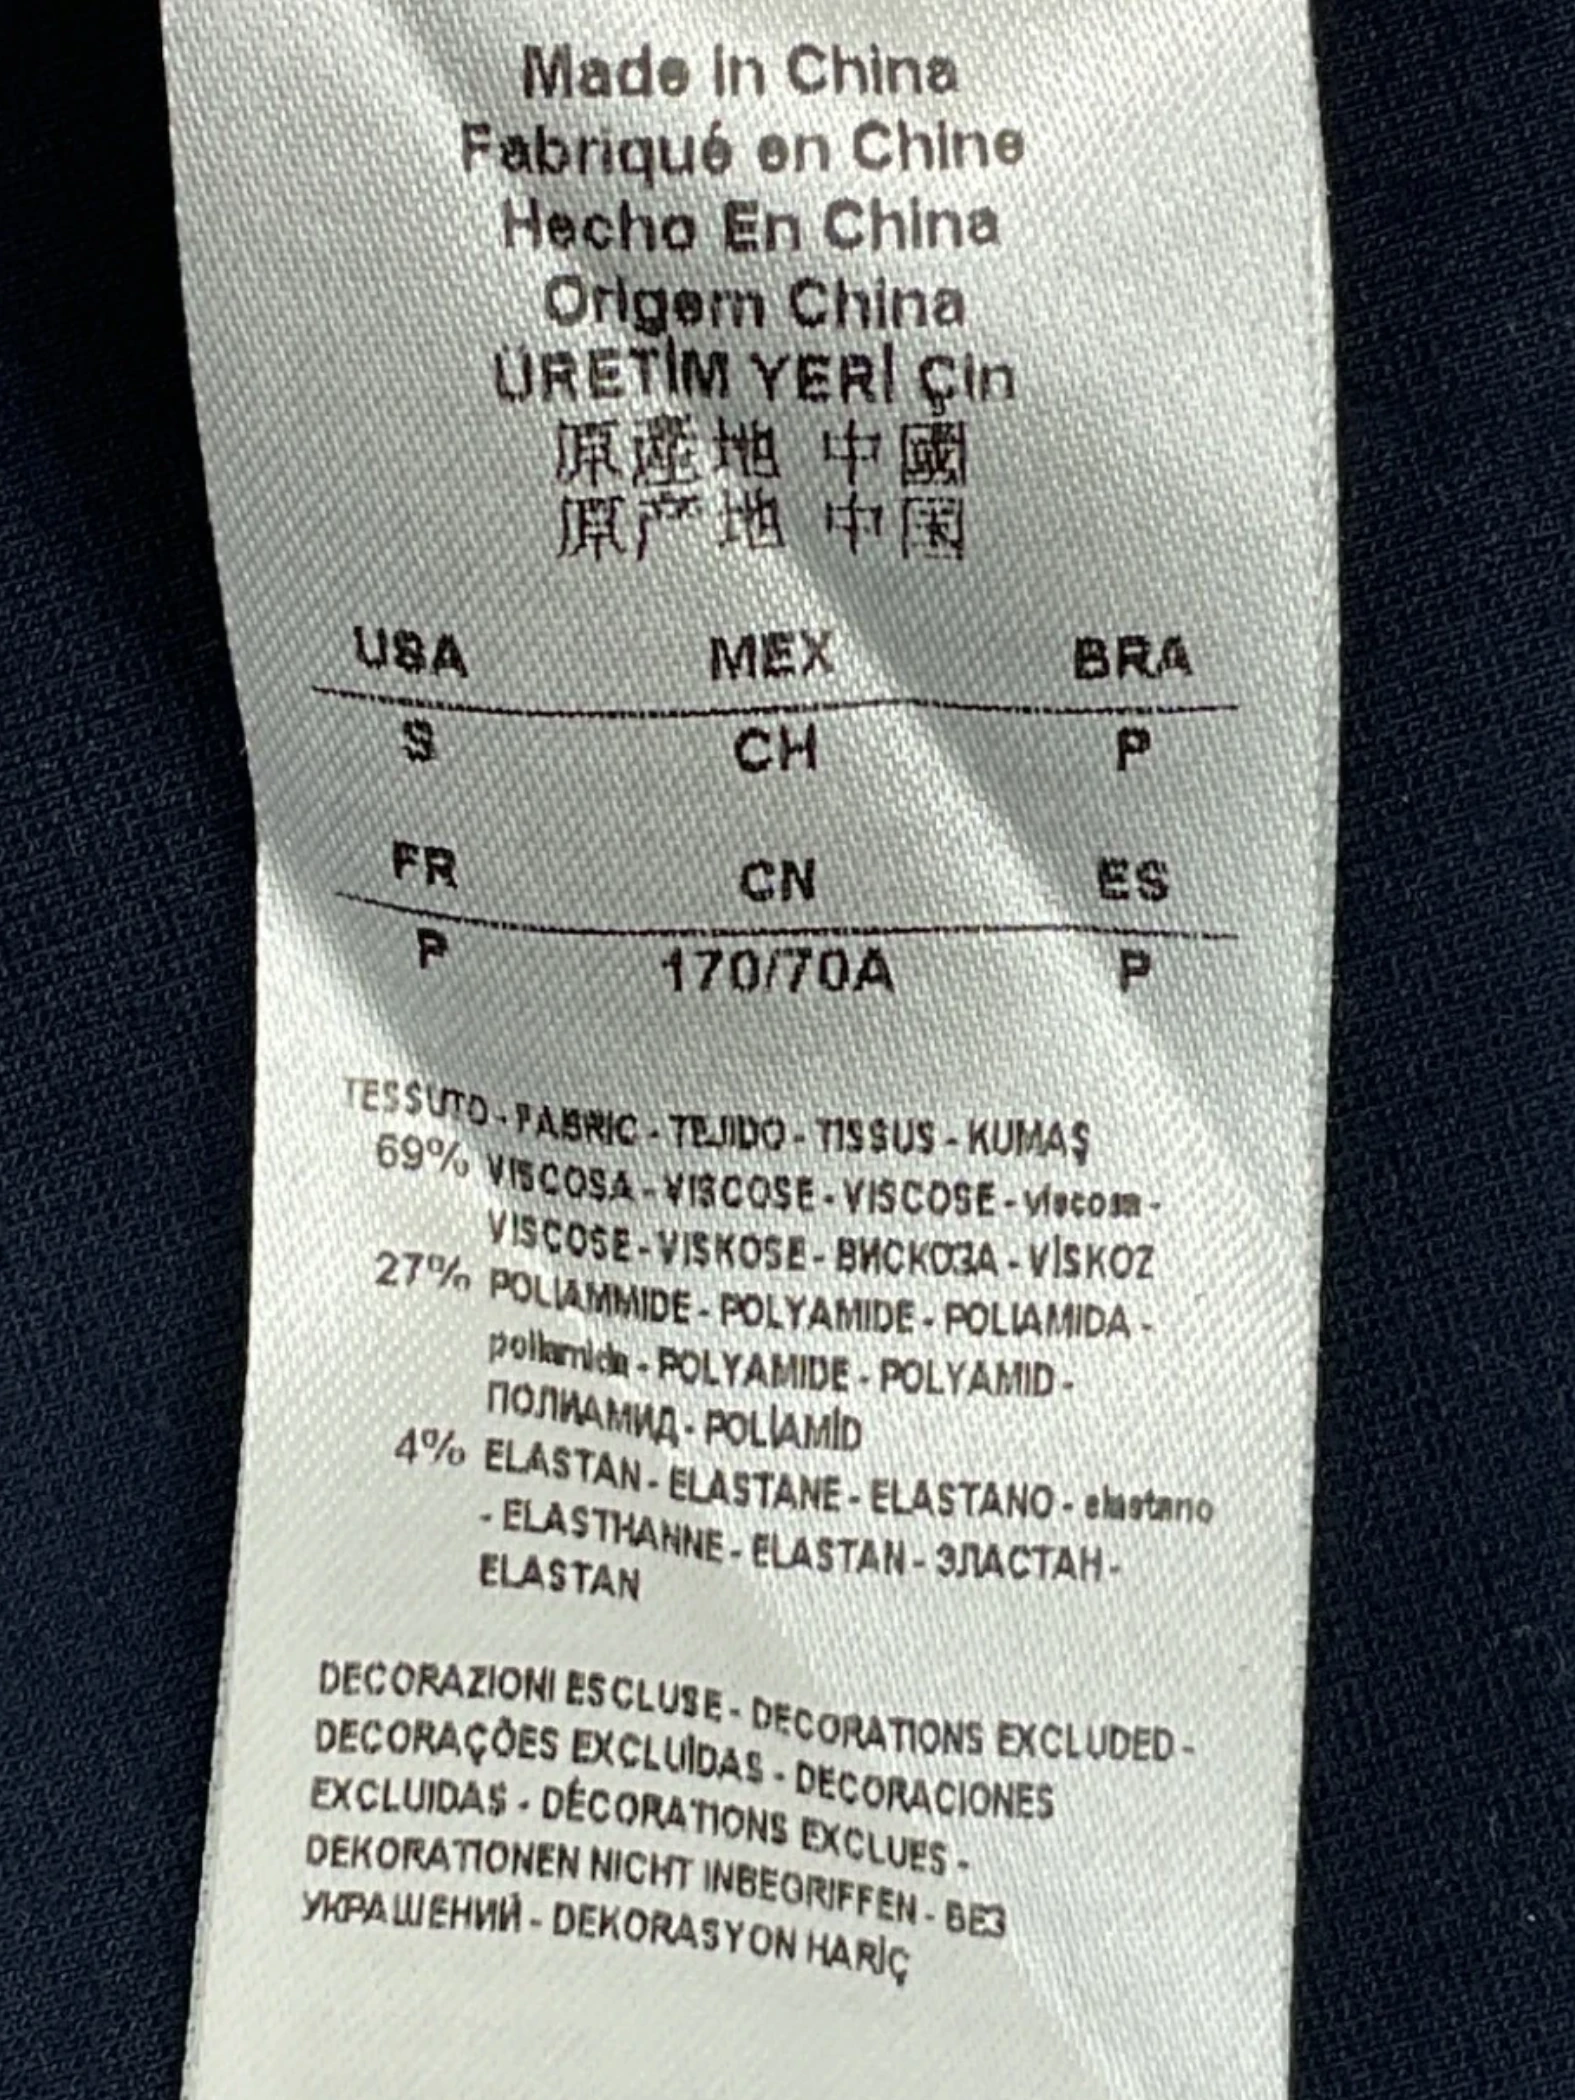 Made In China
Fabriqué en Chine
Hecho En China
Origem China
ÜRETİM YERİ Çin
原產地 中國
原产地 中国
USA MEX BRA
S CH P
FR CN ES
P 170/70A P
TESSUTO - FABRIC - TEJIDO - TISSUS - KUMAŞ
69% VISCOSA - VISCOSE - VISCOSE - viscosa -
VISCOSE - VISKOSE - ВИСКОЗА - VİSKOZ
27% POLIAMMIDE - POLYAMIDE - POLIAMIDA -
poliamida - POLYAMIDE - POLYAMID -
ПОЛИАМИД - POLİAMİD
4% ELASTAN - ELASTANE - ELASTANO - elastano
- ELASTHANNE - ELASTAN - ЭЛАСТАН -
ELASTAN
DECORAZIONI ESCLUSE - DECORATIONS EXCLUDED -
DECORAÇÕES EXCLUÍDAS - DECORACIONES
EXCLUIDAS - DÉCORATIONS EXCLUES -
DEKORATIONEN NICHT INBEGRIFFEN - БЕЗ
УКРАШЕНИЙ - DEKORASYON HARİÇ